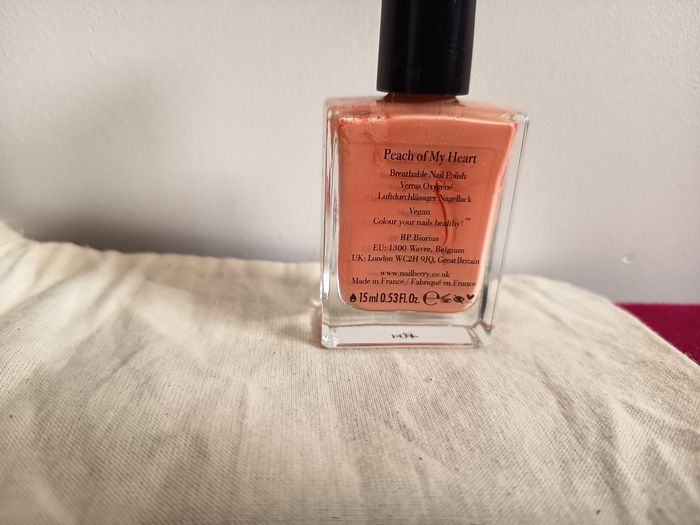 Peach of My Heart
Breathable Nail Polish
Vernis Oxygéné
Luftdurchlässiger Nagellack
Vegan
Colour your nails healthy!™
RP Biorius
EU: 1300 Wavre, Belgium
UK: London WC2H 9JQ, Great Britain
www.nailberry.co.uk
Made in France / Fabriqué en France
15 ml 0.53 Fl. Oz. ℮